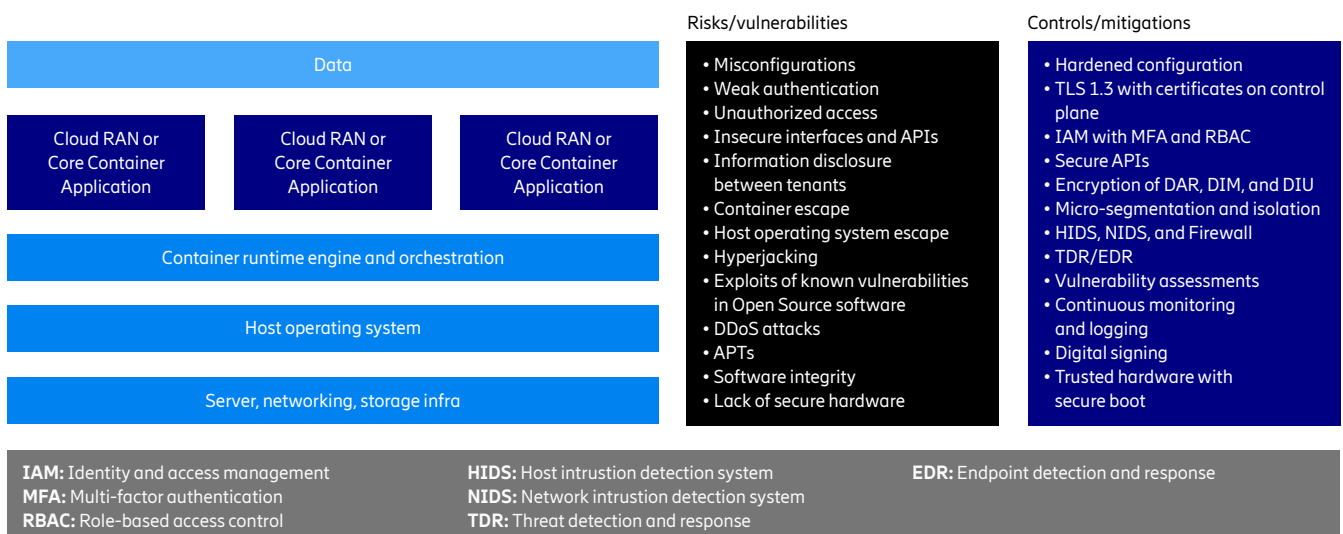 Risks/vulnerabilities
Controls/mitigations
Data
Cloud RAN or
Core Container
Application
Cloud RAN or
Core Container
Application
Cloud RAN or
Core Container
Application
Container runtime engine and orchestration
Host operating system
Server, networking, storage infra
• Misconfigurations
• Weak authentication
• Unauthorized access
• Insecure interfaces and APIs
• Information disclosure
between tenants
• Container escape
• Host operating system escape
• Hyperjacking
• Exploits of known vulnerabilities
in Open Source software
• DDoS attacks
• APTs
• Software integrity
• Lack of secure hardware
• Hardened configuration
• TLS 1.3 with certificates on control
plane
• IAM with MFA and RBAC
• Secure APIs
• Encryption of DAR, DIM, and DIU
• Micro-segmentation and isolation
• HIDS, NIDS, and Firewall
• TDR/EDR
• Vulnerability assessments
• Continuous monitoring
and logging
• Digital signing
• Trusted hardware with
secure boot
IAM: Identity and access management
MFA: Multi-factor authentication
RBAC: Role-based access control
HIDS: Host intrusion detection system
NIDS: Network intrusion detection system
TDR: Threat detection and response
EDR: Endpoint detection and response